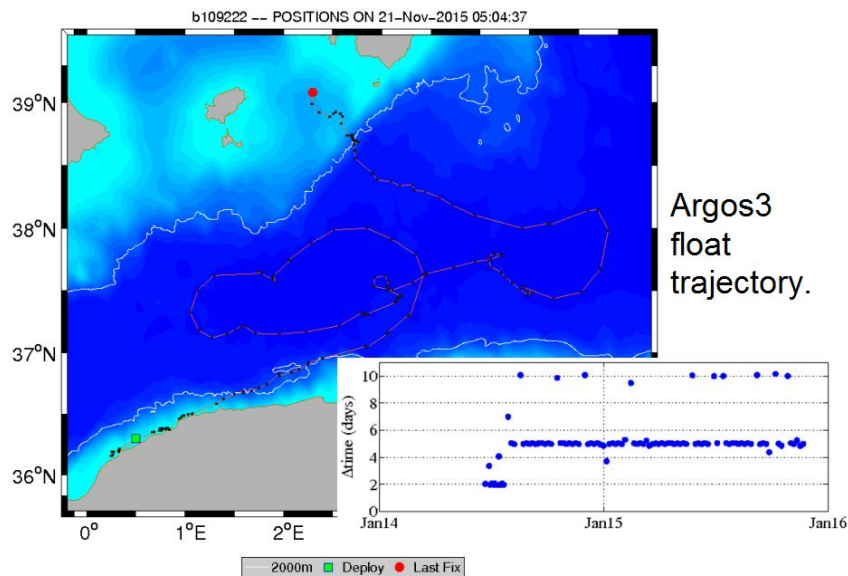 b109222 -- POSITIONS ON 21-Nov-2015 05:04:37
39°N
38°N
37°N
36°N
0°
1°E
2°E
Argos3
float
trajectory.
Δtime (days)
10
8
6
4
2
0
Jan14
Jan15
Jan16
2000m Deploy Last Fix